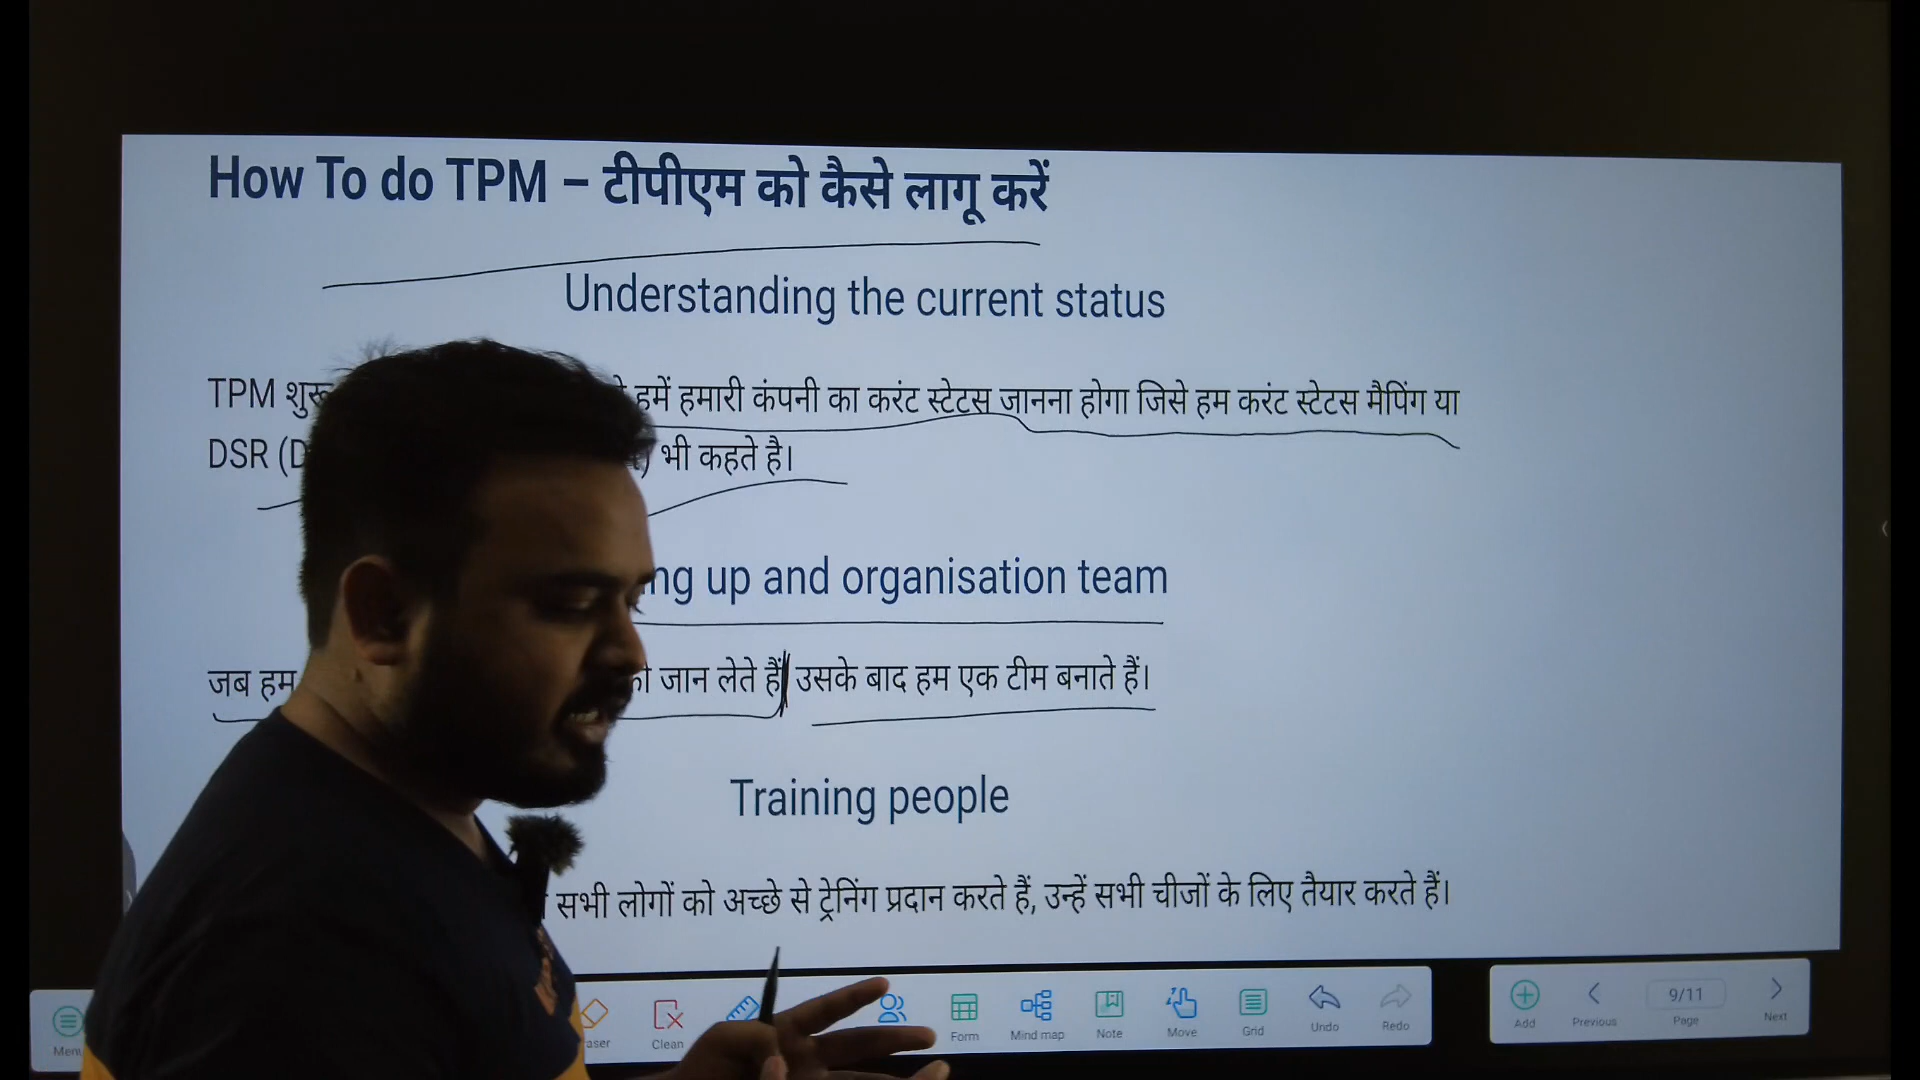 How To do TPM – टीपीएम को कैसे लागू करें
Understanding the current status
TPM हमें हमारी कंपनी का करंट स्टेटस जानना होगा जिसे हम करंट स्टेटस मैपिंग या
DSR भी कहते है।
up and organisation team
जब हम जान लेते हैं उसके बाद हम एक टीम बनाते हैं।
Training people
सभी लोगों को अच्छे से ट्रेनिंग प्रदान करते हैं, उन्हें सभी चीजों के लिए तैयार करते हैं।
Clean Form Mind map Note Move Grid Undo Redo Add Previous 9/11 Page Next